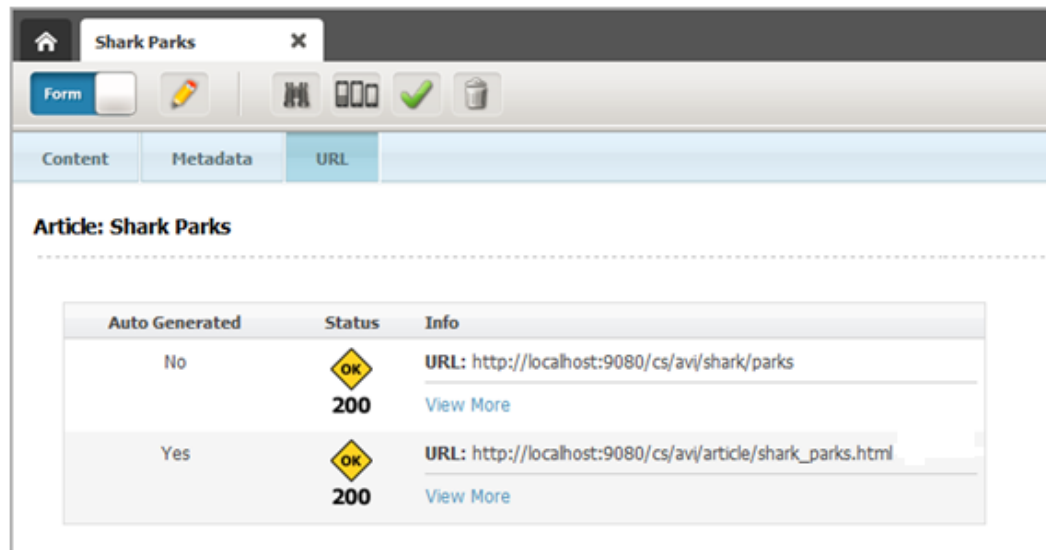 Shark Parks
Form
Content Metadata URL
Article: Shark Parks
Auto Generated Status Info
No OK 200 URL: http://localhost:9080/cs/avi/shark/parks
View More
Yes OK 200 URL: http://localhost:9080/cs/avi/article/shark_parks.html
View More